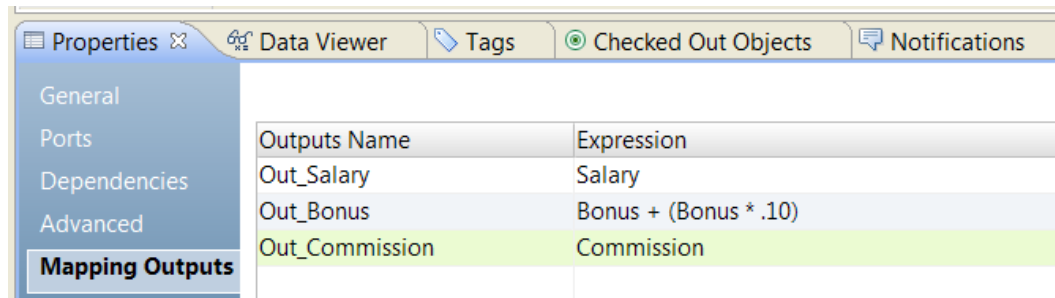 Properties Data Viewer Tags Checked Out Objects Notifications
General
Ports
Outputs Name Expression
Dependencies
Out_Salary Salary
Advanced
Out_Bonus Bonus + (Bonus * .10)
Mapping Outputs
Out_Commission Commission